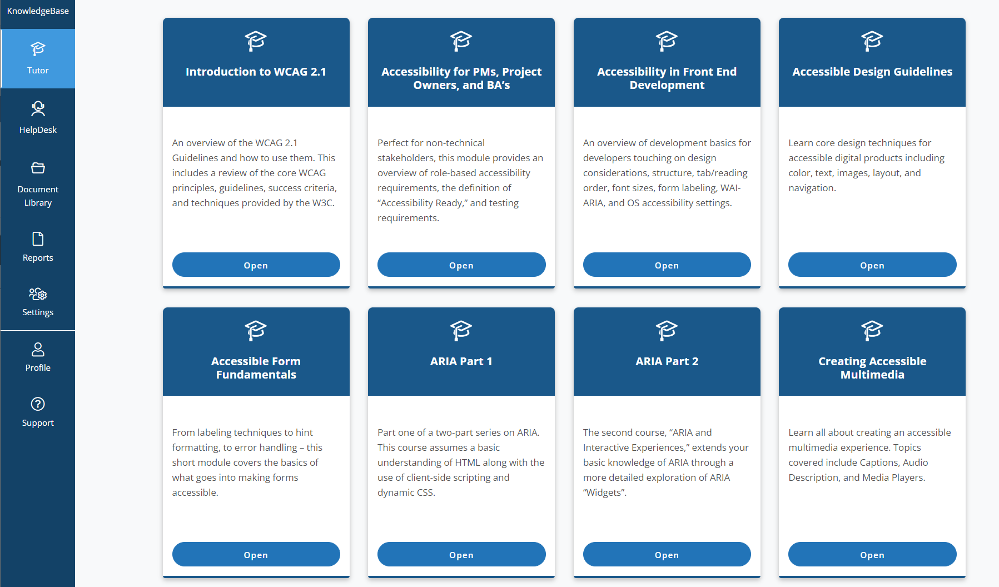 KnowledgeBase
Tutor
HelpDesk
Document
Library
Reports
Settings
Profile
Support
Introduction to WCAG 2.1
An overview of the WCAG 2.1
Guidelines and how to use them. This
includes a review of the core WCAG
principles, guidelines, success criteria,
and techniques provided by the W3C.
Open
Accessibility for PMs, Project
Owners, and BA’s
Perfect for non-technical
stakeholders, this module provides an
overview of role-based accessibility
requirements, the definition of
“Accessibility Ready,” and testing
requirements.
Open
Accessibility in Front End
Development
An overview of development basics for
developers touching on design
considerations, structure, tab/reading
order, font sizes, form labeling, WAI-
ARIA, and OS accessibility settings.
Open
Accessible Design Guidelines
Learn core design techniques for
accessible digital products including
color, text, images, layout, and
navigation.
Open
Accessible Form
Fundamentals
From labeling techniques to hint
formatting, to error handling – this
short module covers the basics of
what goes into making forms
accessible.
Open
ARIA Part 1
Part one of a two-part series on ARIA.
This course assumes a basic
understanding of HTML along with the
use of client-side scripting and
dynamic CSS.
Open
ARIA Part 2
The second course, “ARIA and
Interactive Experiences,” extends your
basic knowledge of ARIA through a
more detailed exploration of ARIA
“Widgets”.
Open
Creating Accessible
Multimedia
Learn all about creating an accessible
multimedia experience. Topics
covered include Captions, Audio
Description, and Media Players.
Open